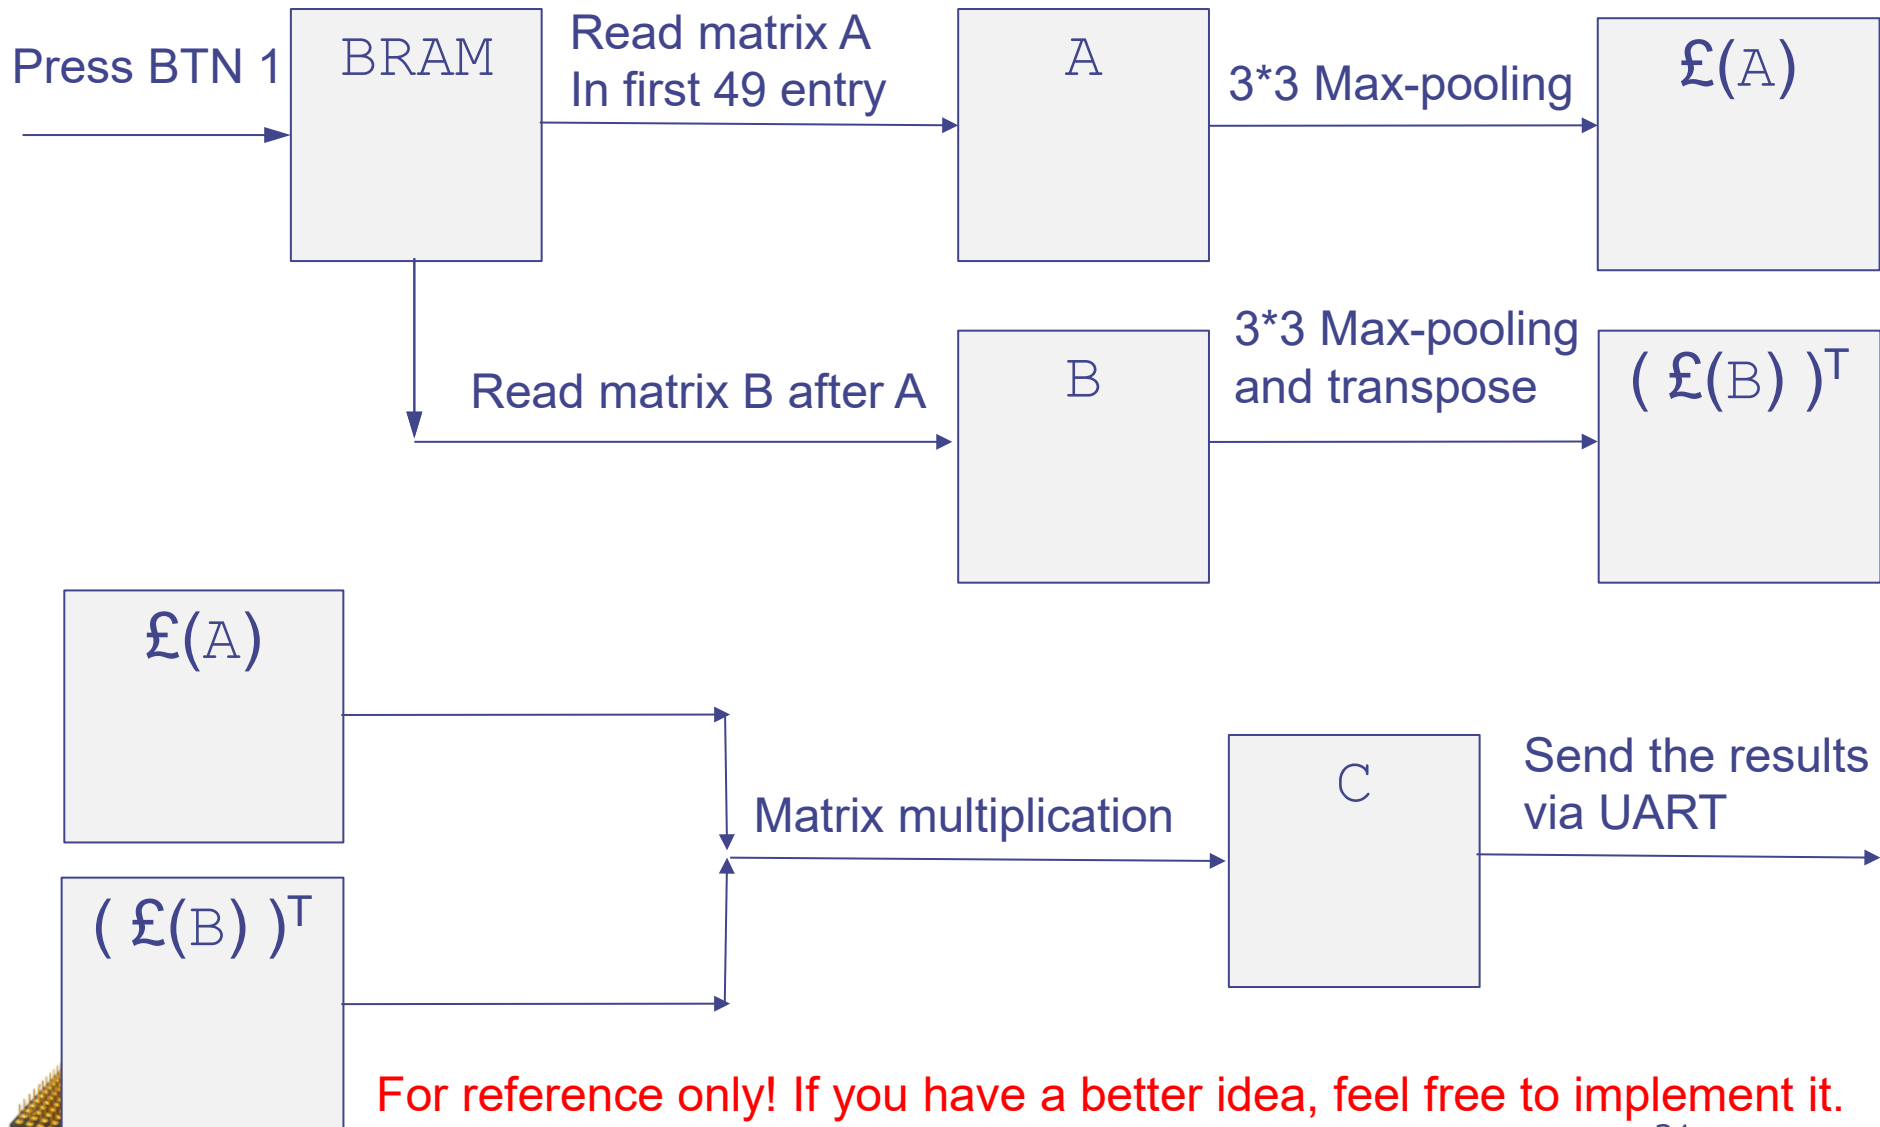 Press BTN 1
BRAM
Read matrix A
In first 49 entry
A
3*3 Max-pooling
£(A)
Read matrix B after A
B
3*3 Max-pooling
and transpose
( £(B) )ᵀ
£(A)
( £(B) )ᵀ
Matrix multiplication
C
Send the results
via UART
For reference only! If you have a better idea, feel free to implement it.